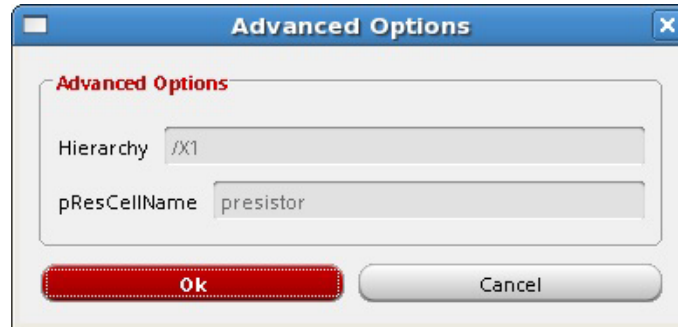 Advanced Options
Advanced Options
Hierarchy /X1
pResCellName presistor
Ok Cancel